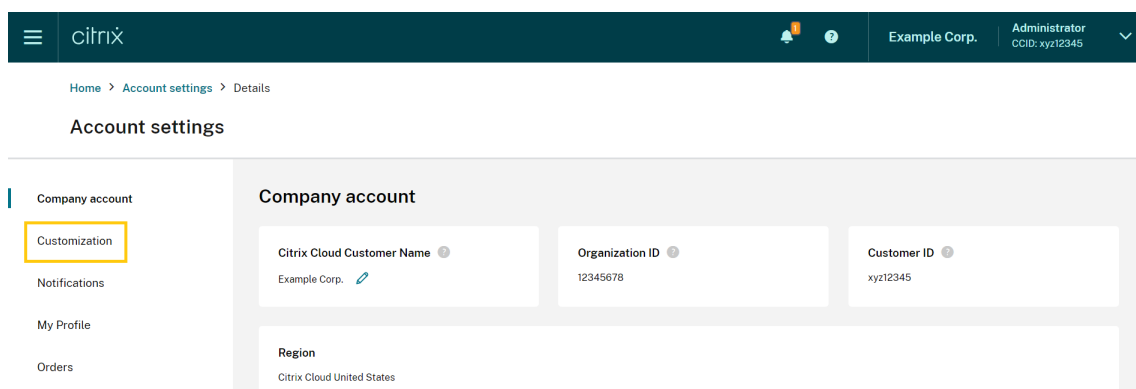 citrix
1
?
Example Corp.
Administrator
CCID: xyz12345
Home > Account settings > Details
Account settings
Company account
Customization
Notifications
My Profile
Orders
Company account
Citrix Cloud Customer Name ?
Example Corp.
Organization ID ?
12345678
Customer ID ?
xyz12345
Region
Citrix Cloud United States